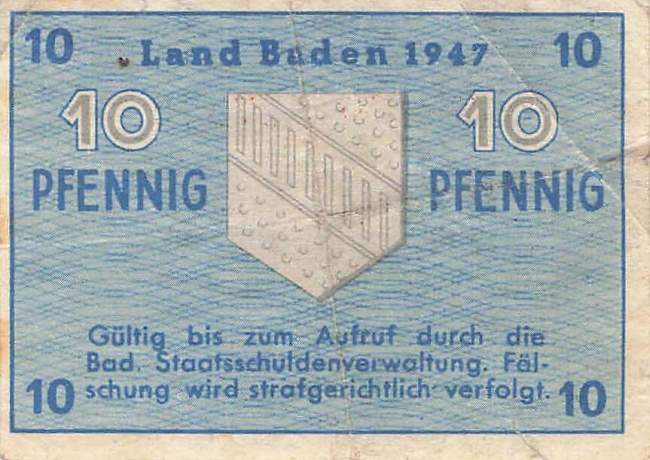 10 Land Baden 1947 10
10 10
PFENNIG PFENNIG
Gültig bis zum Aufruf durch die
Bad. Staatsschuldenverwaltung. Fäl-
10 schung wird strafgerichtlich verfolgt. 10